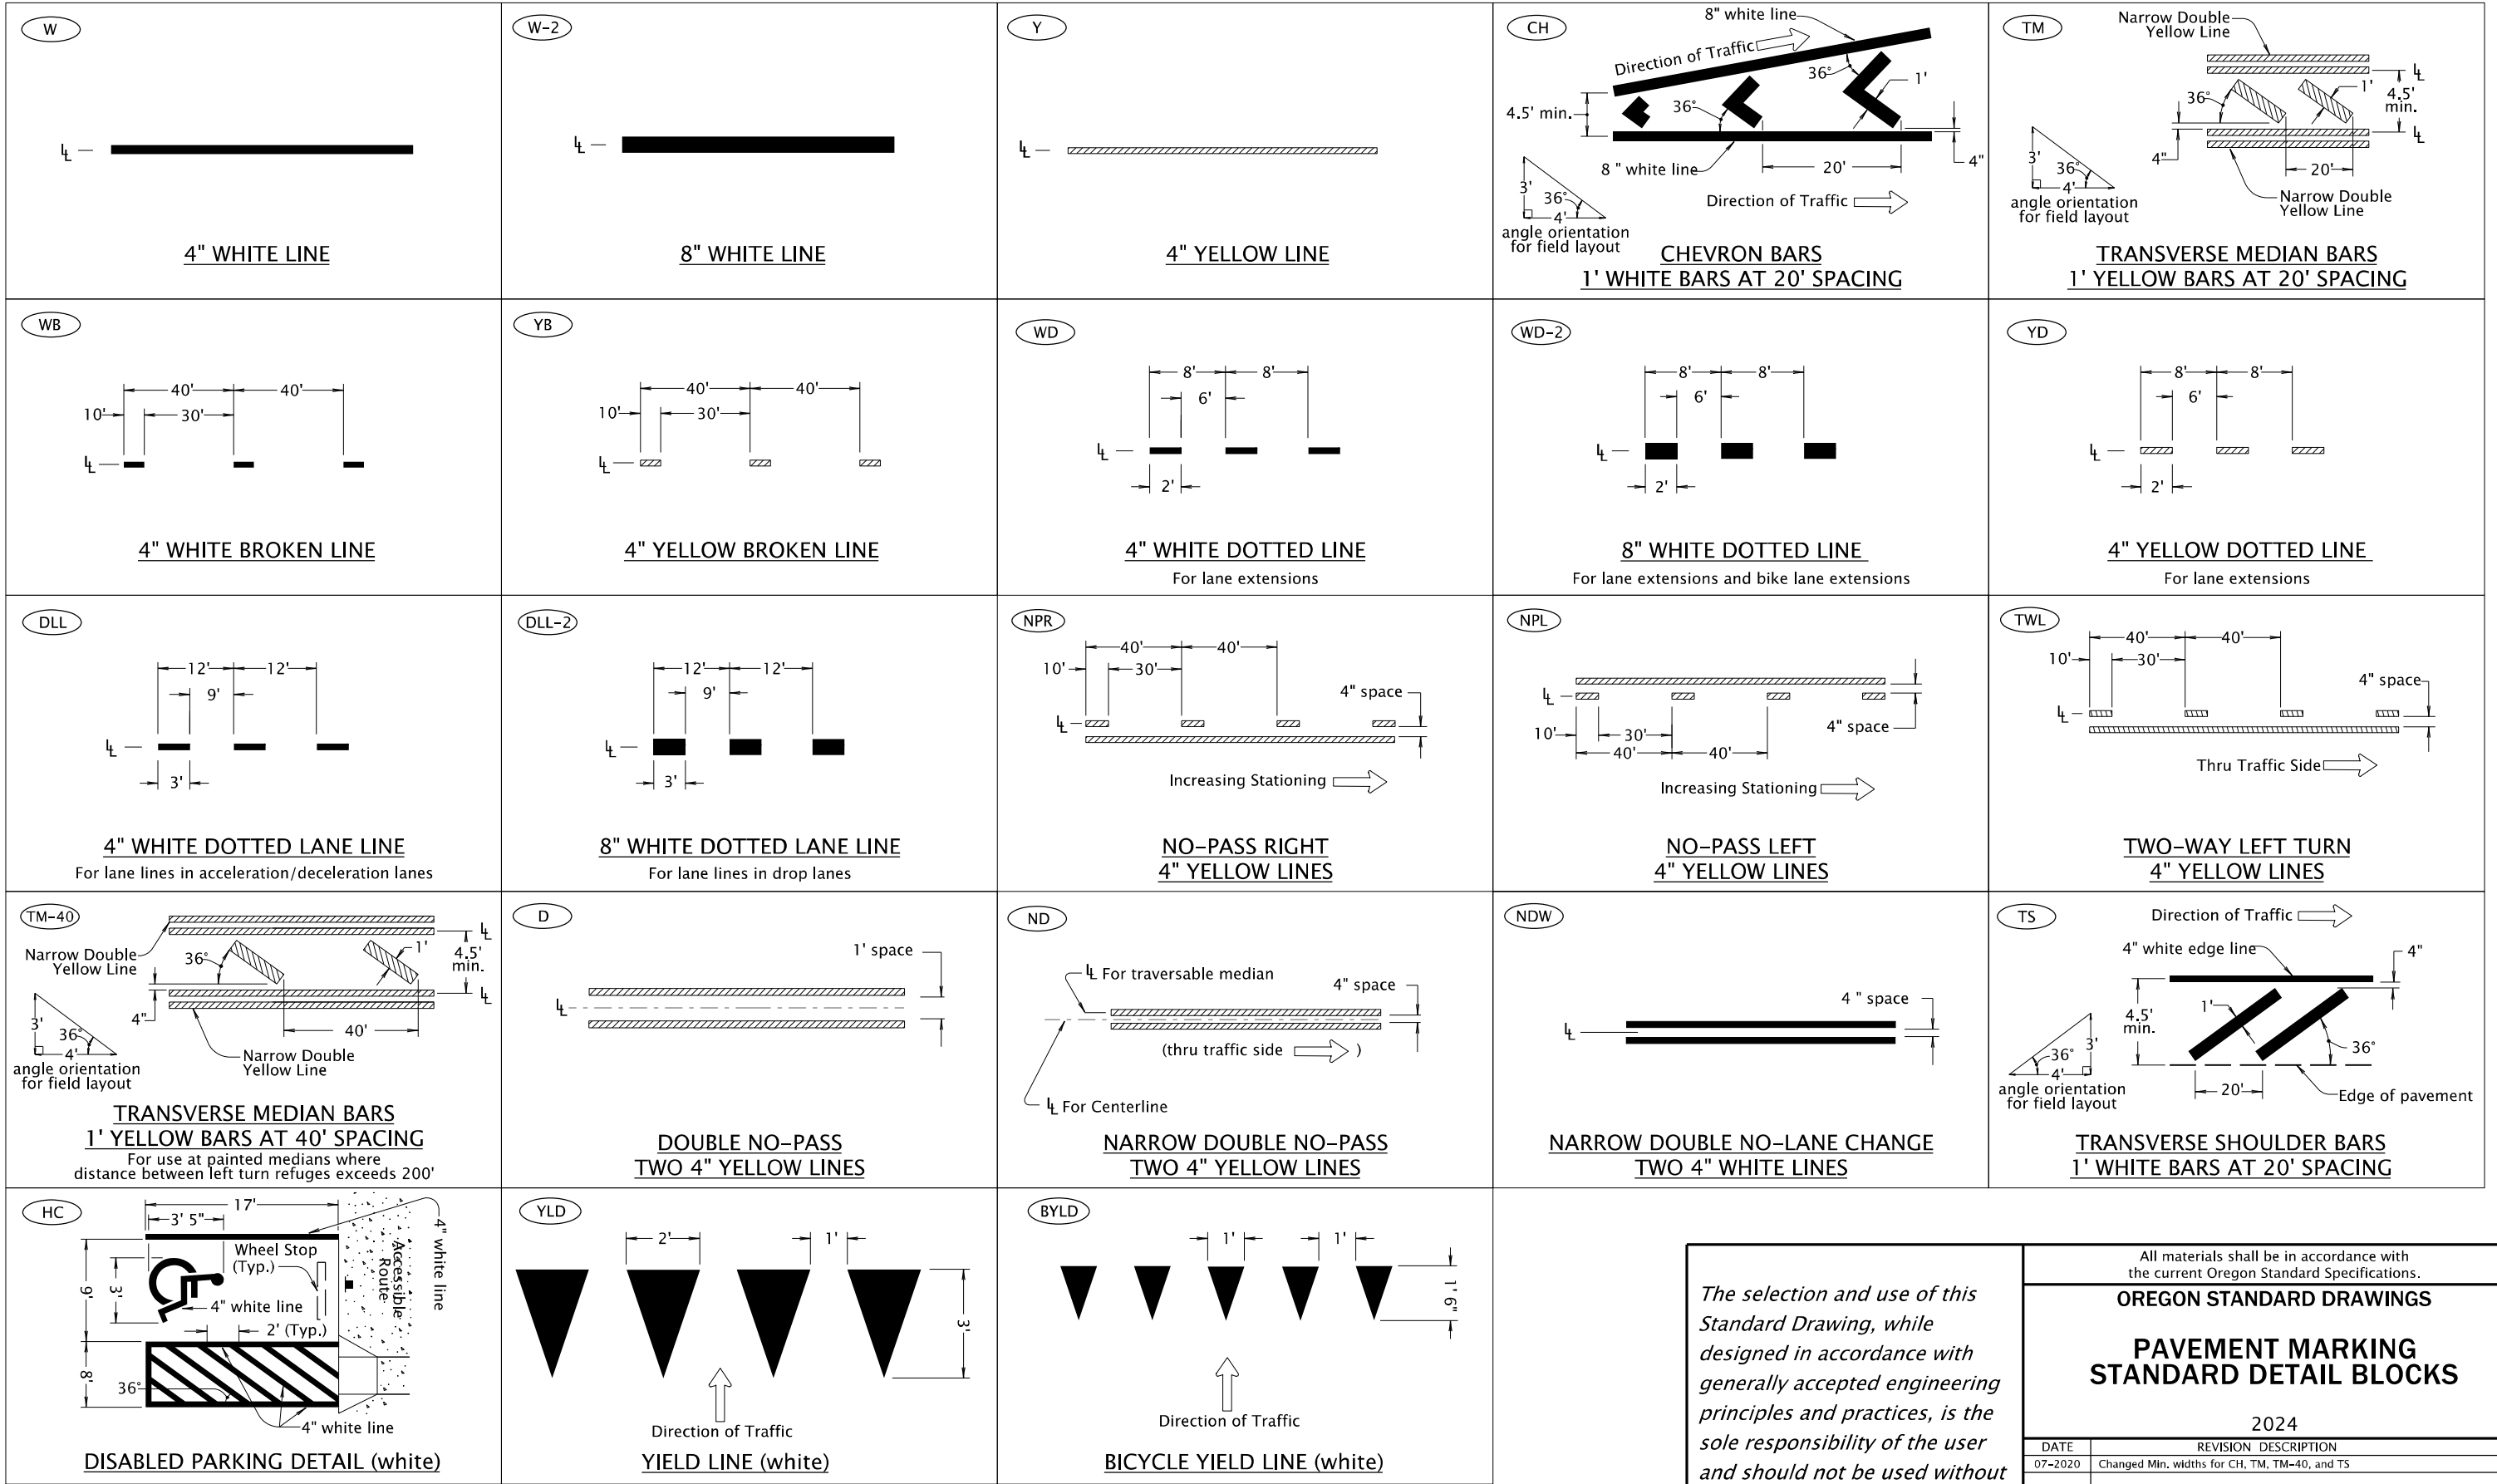 W
℄
4" WHITE LINE
W-2
℄
8" WHITE LINE
Y
℄
4" YELLOW LINE
CH
8" white line
Direction of Traffic
36°
1'
4.5' min.
36°
4"
8 " white line
20'
3'
36°
4'
Direction of Traffic
angle orientation
for field layout
CHEVRON BARS
1' WHITE BARS AT 20' SPACING
TM
Narrow Double
Yellow Line
℄
36°
1'
4.5'
min.
℄
4"
20'
3'
36°
4'
Narrow Double
Yellow Line
angle orientation
for field layout
TRANSVERSE MEDIAN BARS
1' YELLOW BARS AT 20' SPACING
WB
40' 40'
10' 30'
℄
4" WHITE BROKEN LINE
YB
40' 40'
10' 30'
℄
4" YELLOW BROKEN LINE
WD
8' 8'
6'
℄
2'
4" WHITE DOTTED LINE
For lane extensions
WD-2
8' 8'
6'
℄
2'
8" WHITE DOTTED LINE
For lane extensions and bike lane extensions
YD
8' 8'
6'
℄
2'
4" YELLOW DOTTED LINE
For lane extensions
DLL
12' 12'
9'
℄
3'
4" WHITE DOTTED LANE LINE
For lane lines in acceleration/deceleration lanes
DLL-2
12' 12'
9'
℄
3'
8" WHITE DOTTED LANE LINE
For lane lines in drop lanes
NPR
40' 40'
10' 30'
4" space
℄
Increasing Stationing
NO-PASS RIGHT
4" YELLOW LINES
NPL
℄
4" space
10' 30'
40' 40'
Increasing Stationing
NO-PASS LEFT
4" YELLOW LINES
TWL
40' 40'
10' 30'
4" space
℄
Thru Traffic Side
TWO-WAY LEFT TURN
4" YELLOW LINES
TM-40
℄
Narrow Double
Yellow Line
36°
1'
4.5'
min.
℄
4"
40'
3'
36°
4'
Narrow Double
Yellow Line
angle orientation
for field layout
TRANSVERSE MEDIAN BARS
1' YELLOW BARS AT 40' SPACING
For use at painted medians where
distance between left turn refuges exceeds 200'
D
1' space
℄
DOUBLE NO-PASS
TWO 4" YELLOW LINES
ND
℄ For traversable median
4" space
(thru traffic side )
℄ For Centerline
NARROW DOUBLE NO-PASS
TWO 4" YELLOW LINES
NDW
4 " space
℄
NARROW DOUBLE NO-LANE CHANGE
TWO 4" WHITE LINES
TS
Direction of Traffic
4" white edge line
4"
1'
4.5'
min.
36°
3'
36°
4'
20'
Edge of pavement
angle orientation
for field layout
TRANSVERSE SHOULDER BARS
1' WHITE BARS AT 20' SPACING
HC
17'
3' 5"
4" white line
Wheel Stop
(Typ.)
Accessible
Route
9'
3'
4" white line
2' (Typ.)
8'
36°
4" white line
DISABLED PARKING DETAIL (white)
YLD
2' 1'
3'
Direction of Traffic
YIELD LINE (white)
BYLD
1' 1'
1' 6"
Direction of Traffic
BICYCLE YIELD LINE (white)
The selection and use of this
Standard Drawing, while
designed in accordance with
generally accepted engineering
principles and practices, is the
sole responsibility of the user
and should not be used without
All materials shall be in accordance with
the current Oregon Standard Specifications.
OREGON STANDARD DRAWINGS
PAVEMENT MARKING
STANDARD DETAIL BLOCKS
2024
DATE REVISION DESCRIPTION
07-2020 Changed Min. widths for CH, TM, TM-40, and TS